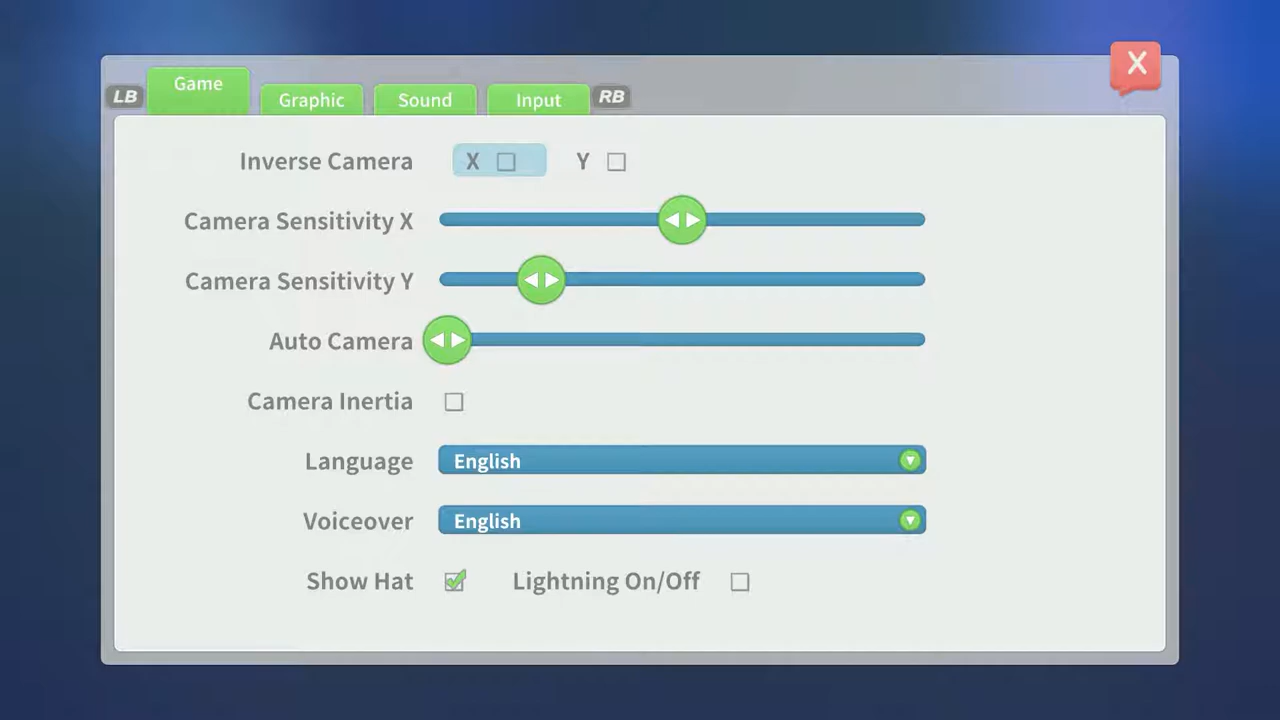 X
LB Game Graphic Sound Input RB
Inverse Camera X Y
Camera Sensitivity X
Camera Sensitivity Y
Auto Camera
Camera Inertia
Language English
Voiceover English
Show Hat Lightning On/Off